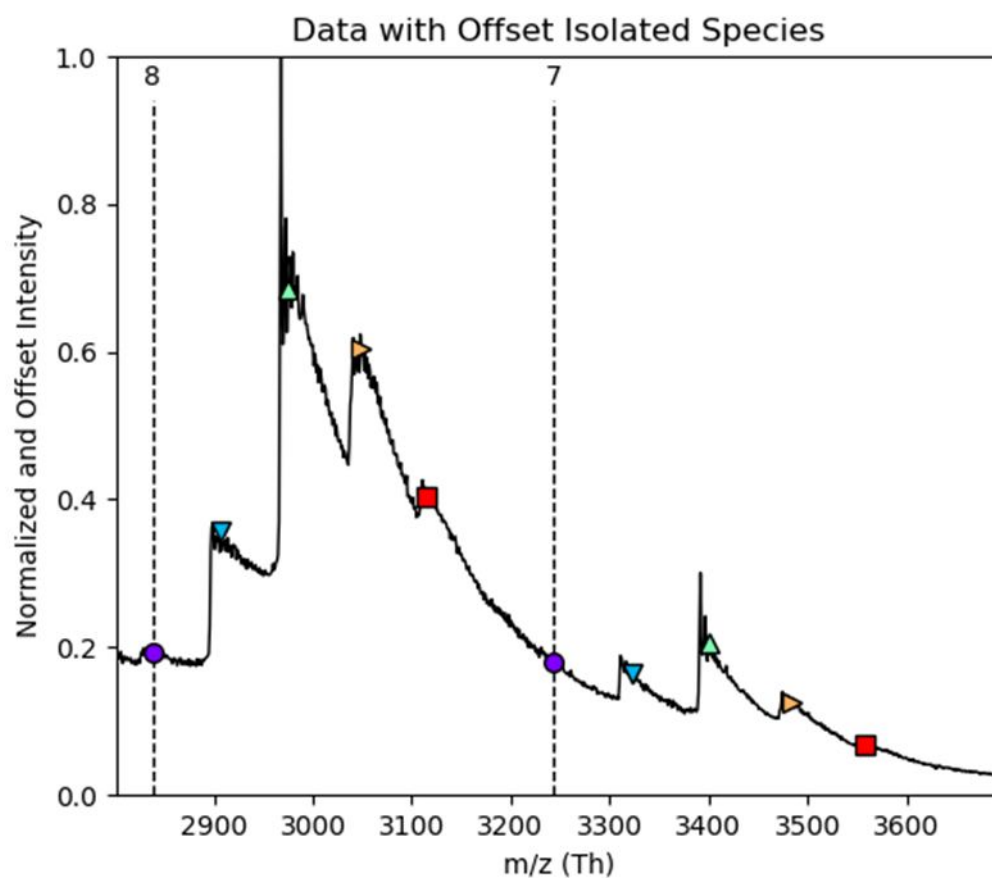 Data with Offset Isolated Species
8 7
1.0
0.8
0.6
0.4
0.2
0.0
Normalized and Offset Intensity
2900 3000 3100 3200 3300 3400 3500 3600
m/z (Th)